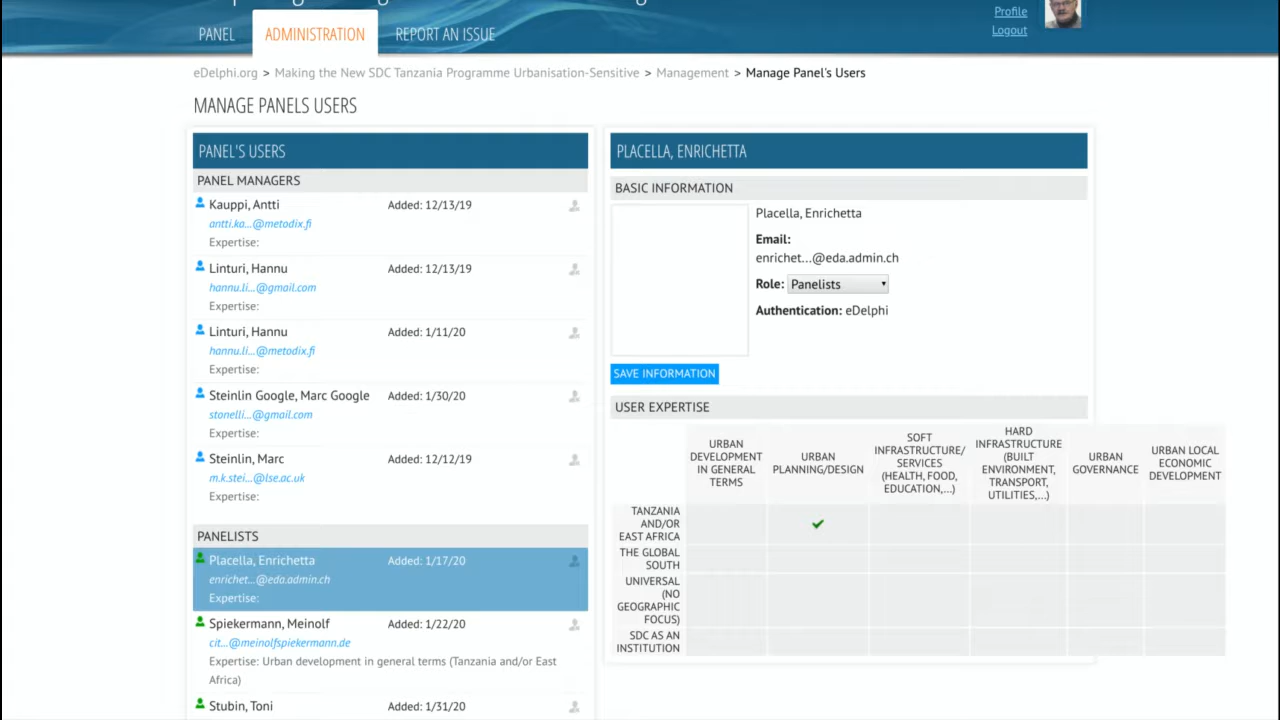 Profile
Logout
PANEL
ADMINISTRATION
REPORT AN ISSUE
eDelphi.org > Making the New SDC Tanzania Programme Urbanisation-Sensitive > Management > Manage Panel's Users
MANAGE PANELS USERS
PANEL'S USERS
PANEL MANAGERS
Kauppi, Antti Added: 12/13/19
antti.ka...@metodix.fi
Expertise:
Linturi, Hannu Added: 12/13/19
hannu.li...@gmail.com
Expertise:
Linturi, Hannu Added: 1/11/20
hannu.li...@metodix.fi
Expertise:
Steinlin Google, Marc Google Added: 1/30/20
stonelli...@gmail.com
Expertise:
Steinlin, Marc Added: 12/12/19
m.k.stei...@lse.ac.uk
Expertise:
PANELISTS
Placella, Enrichetta Added: 1/17/20
enrichet...@eda.admin.ch
Expertise:
Spiekermann, Meinolf Added: 1/22/20
cit...@meinolfspiekermann.de
Expertise: Urban development in general terms (Tanzania and/or East
Africa)
Stubin, Toni Added: 1/31/20
PLACELLA, ENRICHETTA
BASIC INFORMATION
Placella, Enrichetta
Email:
enrichet...@eda.admin.ch
Role: Panelists
Authentication: eDelphi
SAVE INFORMATION
USER EXPERTISE
URBAN
DEVELOPMENT
IN GENERAL
TERMS
URBAN
PLANNING/DESIGN
SOFT
INFRASTRUCTURE/
SERVICES
(HEALTH, FOOD,
EDUCATION,...)
HARD
INFRASTRUCTURE
(BUILT
ENVIRONMENT,
TRANSPORT,
UTILITIES,...)
URBAN
GOVERNANCE
URBAN LOCAL
ECONOMIC
DEVELOPMENT
TANZANIA
AND/OR
EAST AFRICA
THE GLOBAL
SOUTH
UNIVERSAL
(NO
GEOGRAPHIC
FOCUS)
SDC AS AN
INSTITUTION